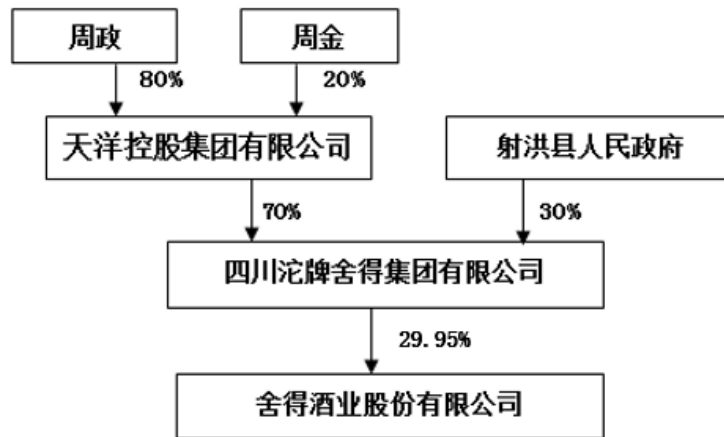 周政
周金
80%
20%
天洋控股集团有限公司
射洪县人民政府
70%
30%
四川沱牌舍得集团有限公司
29.95%
舍得酒业股份有限公司